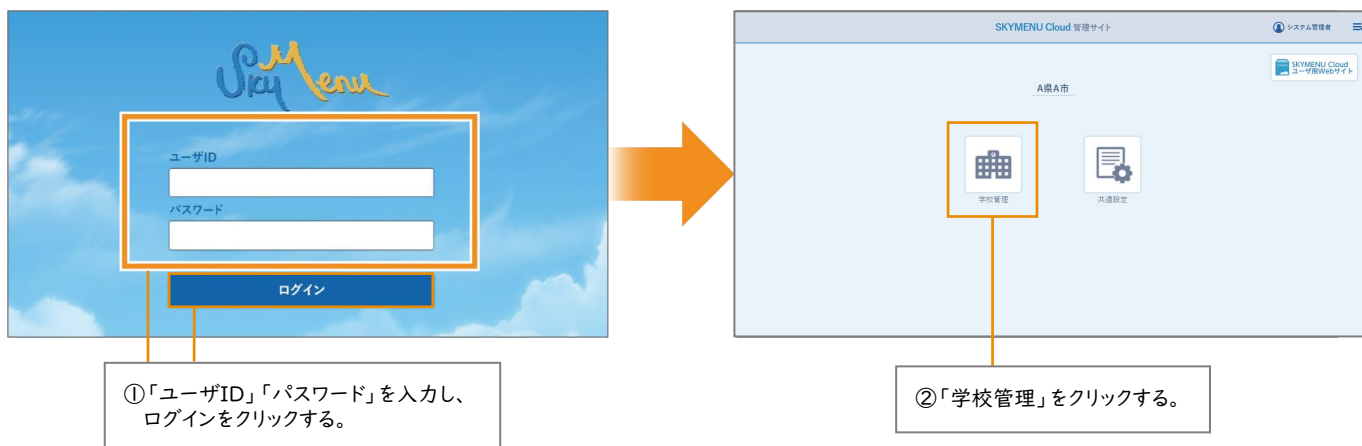 SkyMenu
ユーザID
パスワード
ログイン
①「ユーザID」「パスワード」を入力し、
ログインをクリックする。
SKYMENU Cloud 管理サイト
システム管理者
SKYMENU Cloud
ユーザ用Webサイト
A県A市
学校管理
共通設定
②「学校管理」をクリックする。